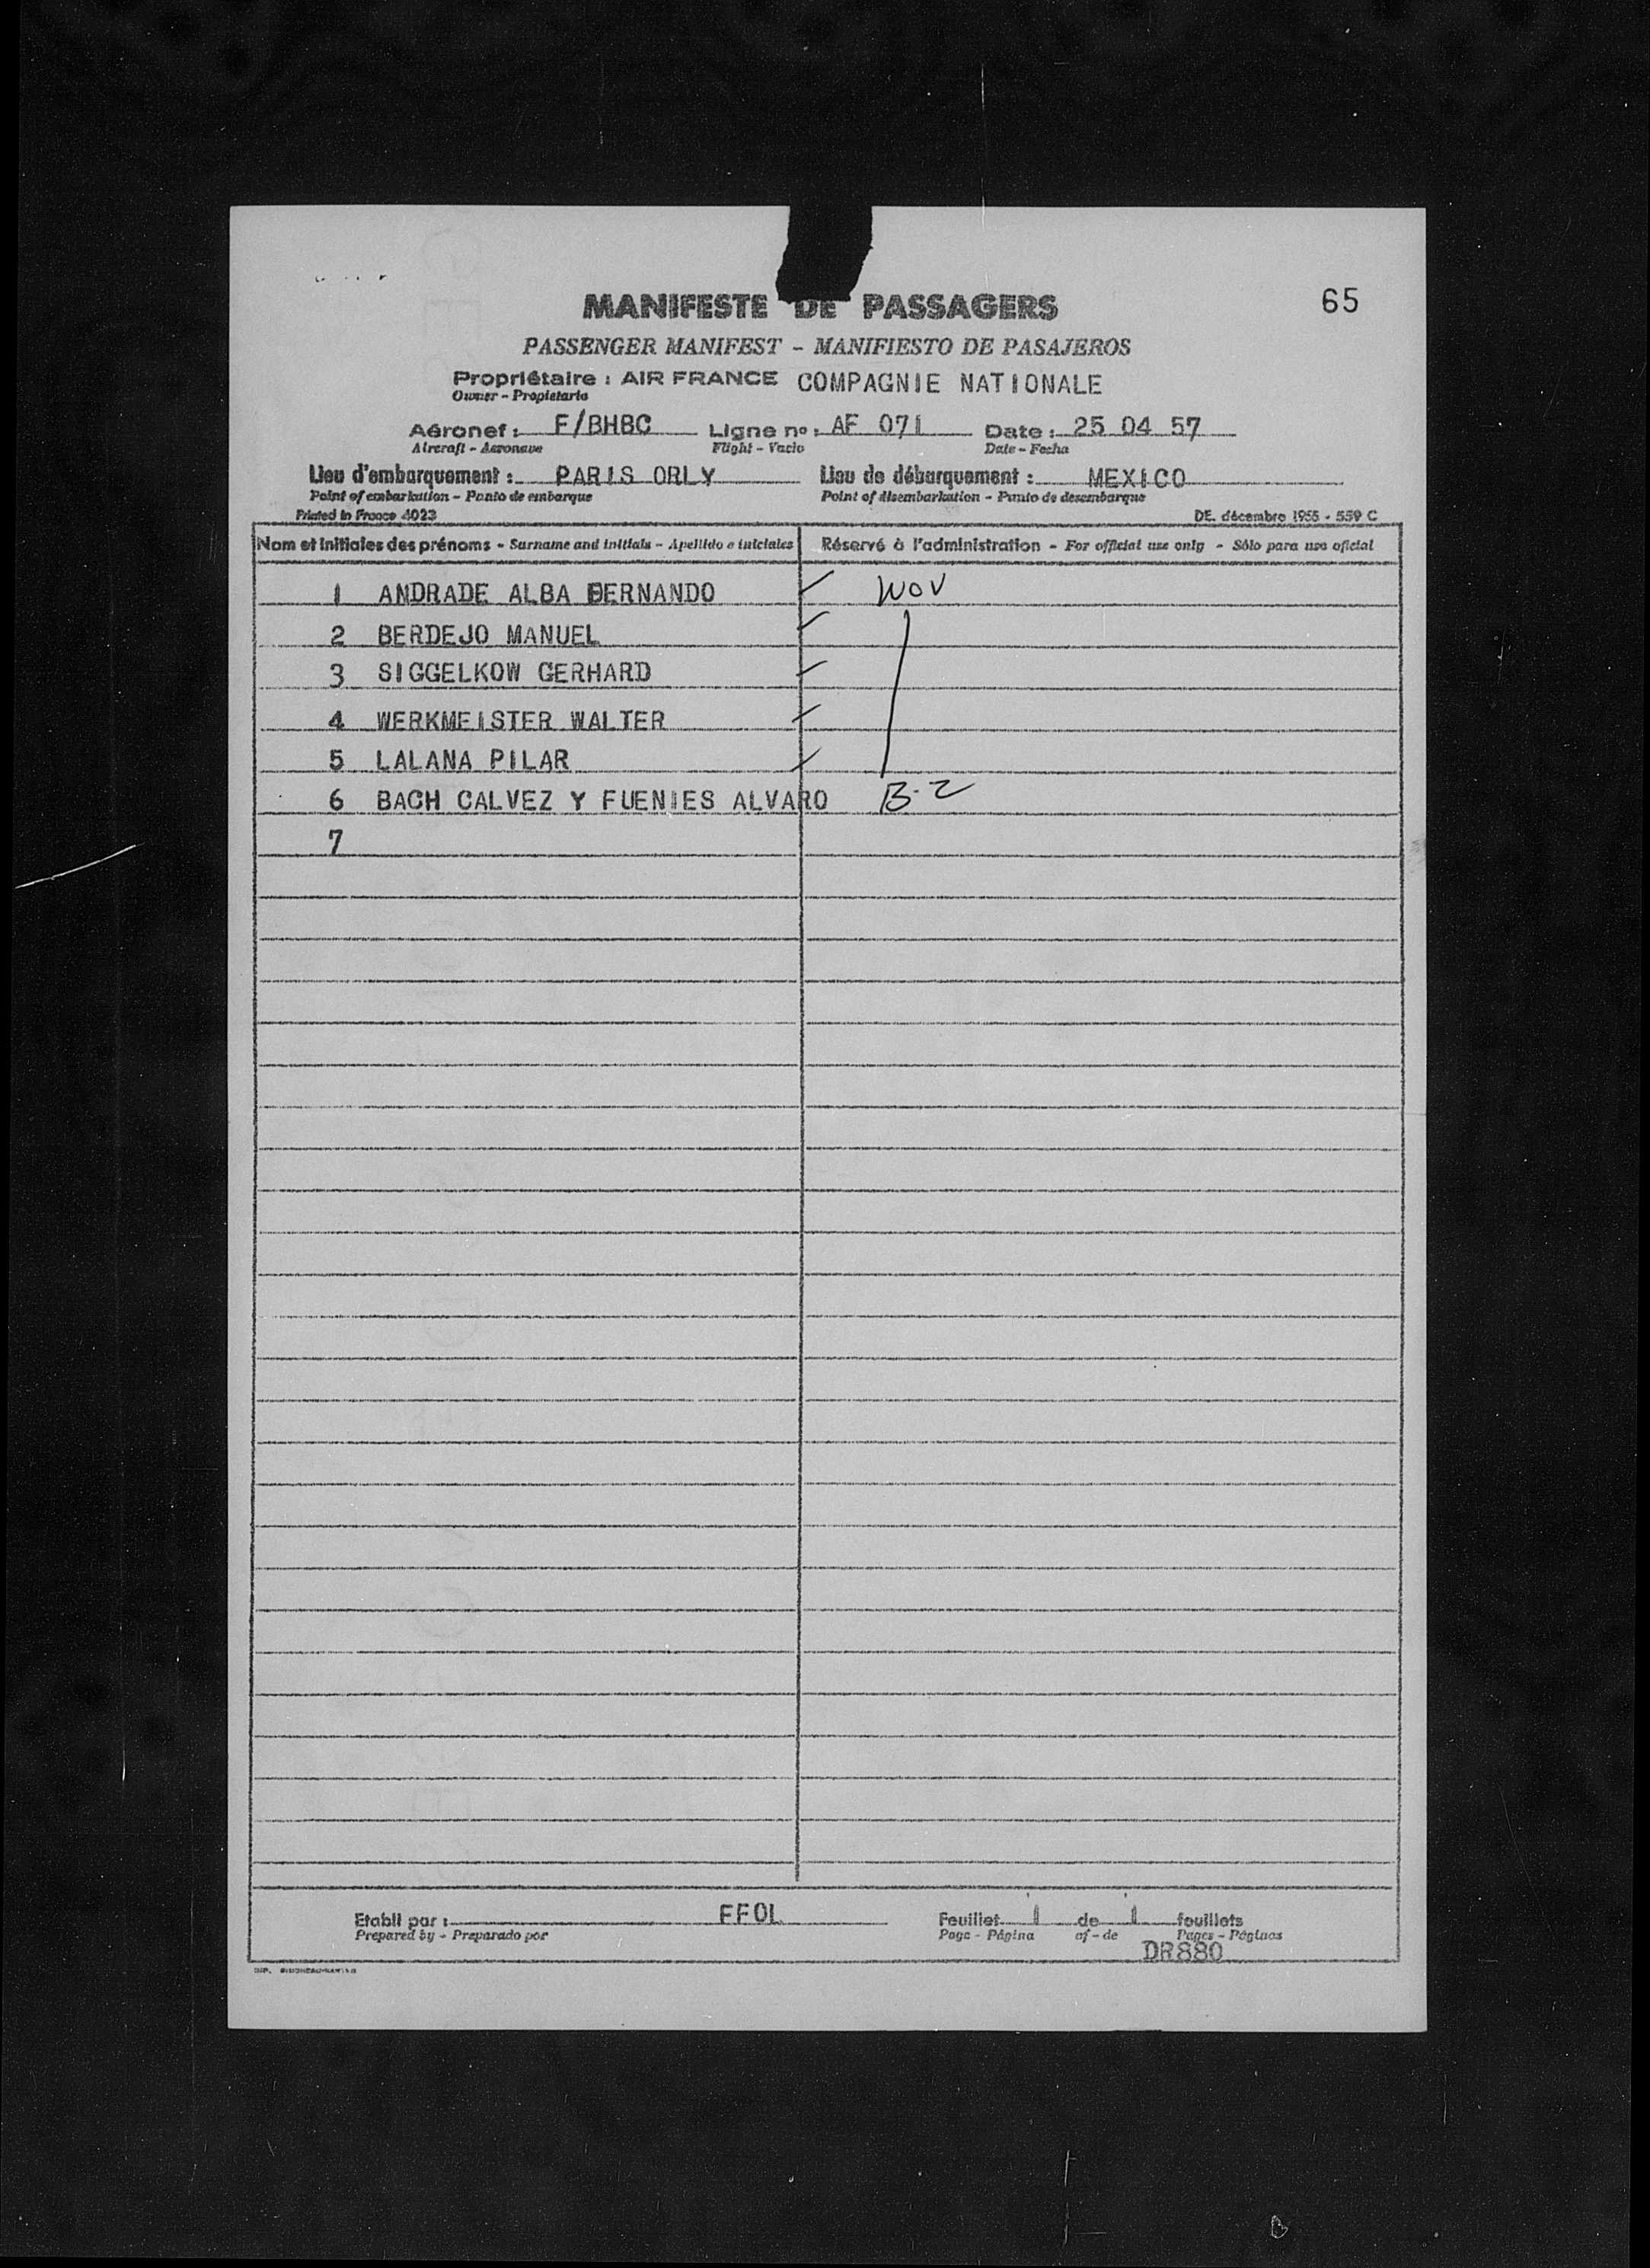 65
MANIFESTE DE PASSAGERS
PASSENGER MANIFEST - MANIFIESTO DE PASAJEROS
Propriétaire : AIR FRANCE COMPAGNIE NATIONALE
Owner - Propietario
Aéronef : F/BHBC Ligne nº : AF 071 Date : 25 04 57
Aircraft - Aeronave Flight - Vuelo Date - Fecha
Lieu d'embarquement : PARIS ORLY Lieu de débarquement : MEXICO
Point of embarkation - Punto de embarque Point of disembarkation - Punto de desembarque
Printed in France 4023 DE. décembre 1955 - 559 C
Nom et initiales des prénoms - Surname and initials - Apellido e iniciales Réservé à l'administration - For official use only - Sólo para uso oficial
1 ANDRADE ALBA BERNANDO WOV
2 BERDEJO MANUEL
3 SIGGELKOW GERHARD
4 WERKMEISTER WALTER
5 LALANA PILAR
6 BACH CALVEZ Y FUENIES ALVARO B-2
7
Etabli par : FFOL Feuillet 1 de 1 feuillets
Prepared by - Preparado por Page - Página of - de Pages - Páginas
DR880